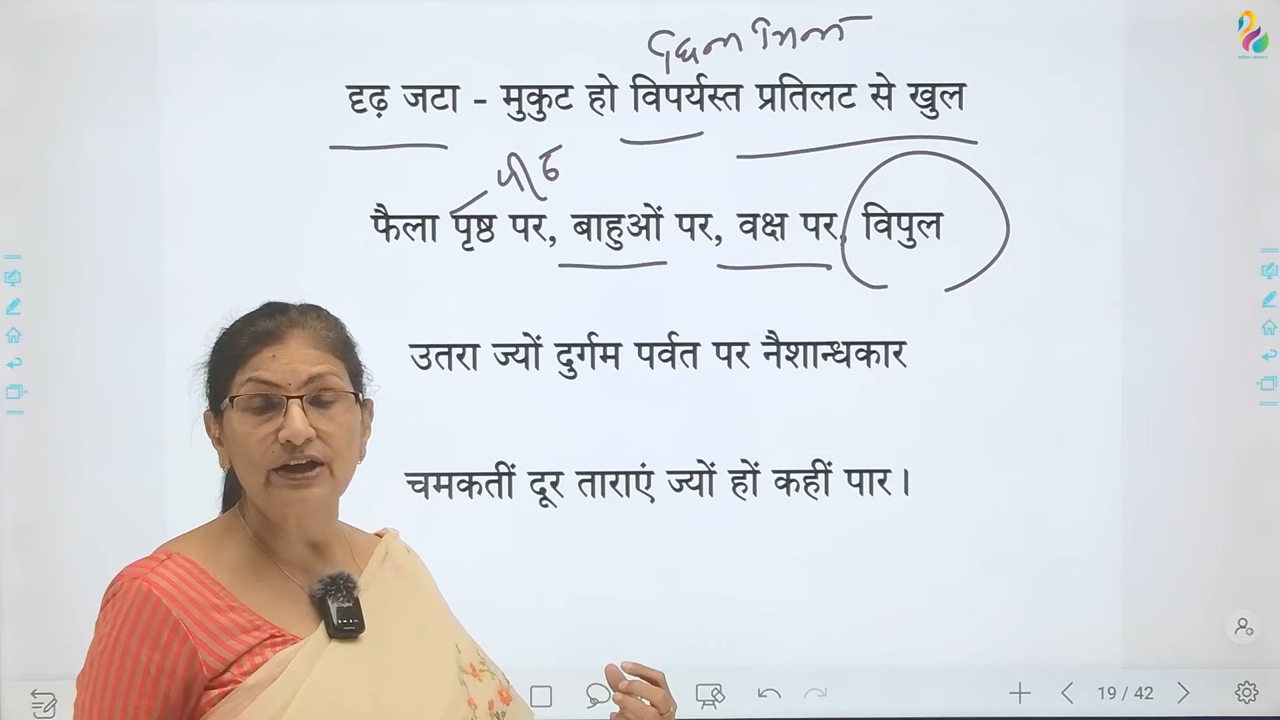 छिन्न भिन्न
दृढ़ जटा - मुकुट हो विपर्यस्त प्रतिलट से खुल
पीठ
फैला पृष्ठ पर, बाहुओं पर, वक्ष पर, विपुल
उतरा ज्यों दुर्गम पर्वत पर नैशान्धकार
चमकतीं दूर ताराएं ज्यों हों कहीं पार।
19 / 42